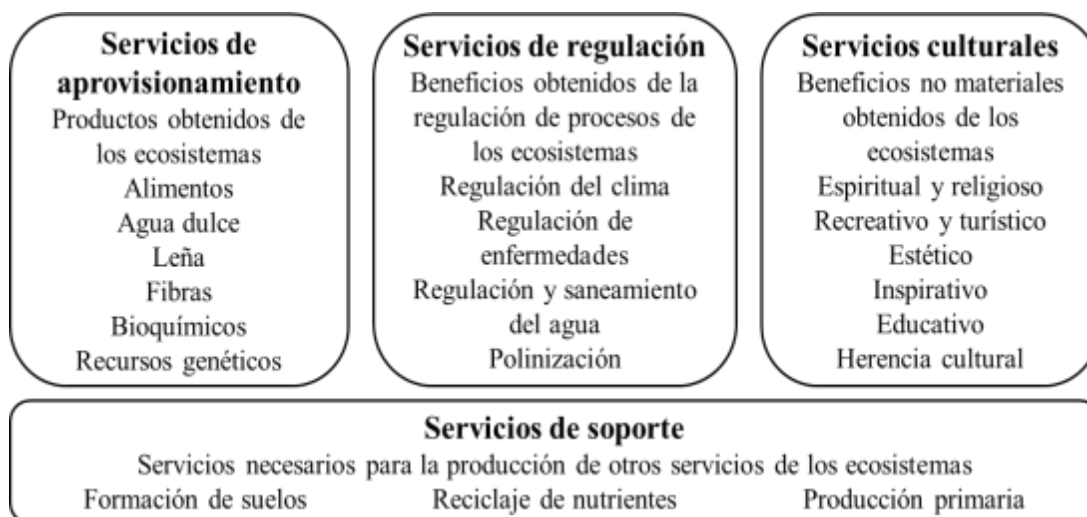 Servicios de
aprovisionamiento
Productos obtenidos de
los ecosistemas
Alimentos
Agua dulce
Leña
Fibras
Bioquímicos
Recursos genéticos
Servicios de regulación
Beneficios obtenidos de la
regulación de procesos de
los ecosistemas
Regulación del clima
Regulación de
enfermedades
Regulación y saneamiento
del agua
Polinización
Servicios culturales
Beneficios no materiales
obtenidos de los
ecosistemas
Espiritual y religioso
Recreativo y turístico
Estético
Inspirativo
Educativo
Herencia cultural
Servicios de soporte
Servicios necesarios para la producción de otros servicios de los ecosistemas
Formación de suelos Reciclaje de nutrientes Producción primaria